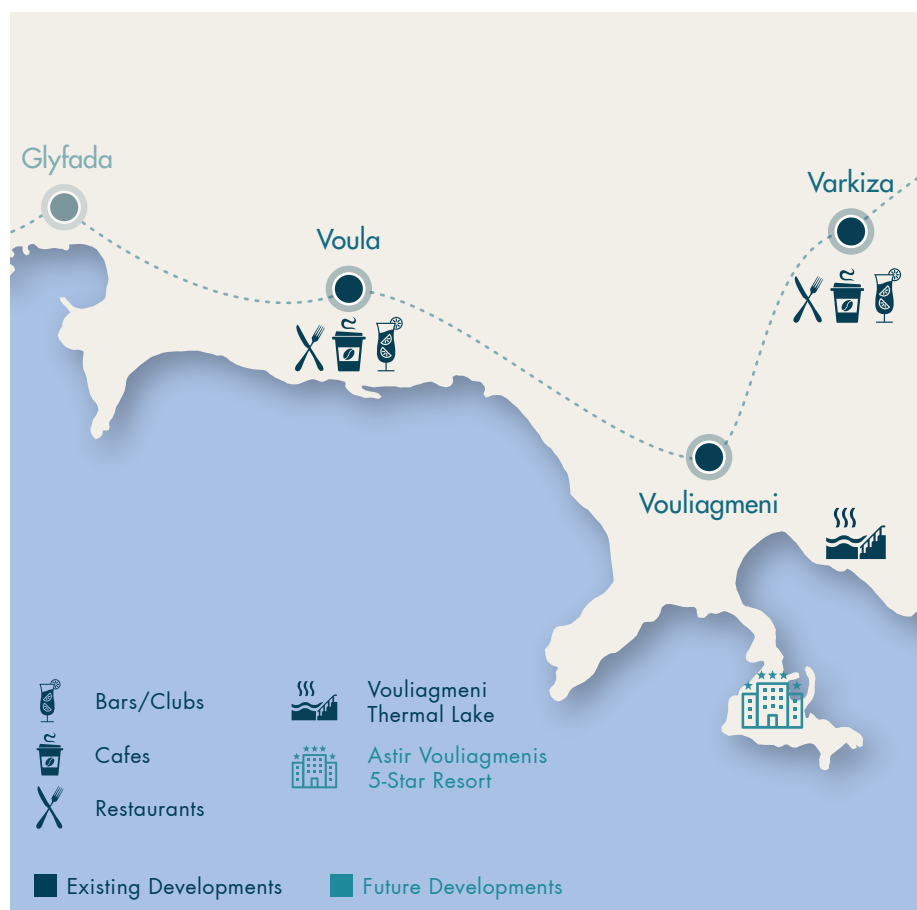 Glyfada
Varkiza
Voula
Vouliagmeni
Bars/Clubs
Cafes
Restaurants
Vouliagmeni
Thermal Lake
Astir Vouliagmenis
5-Star Resort
Existing Developments
Future Developments